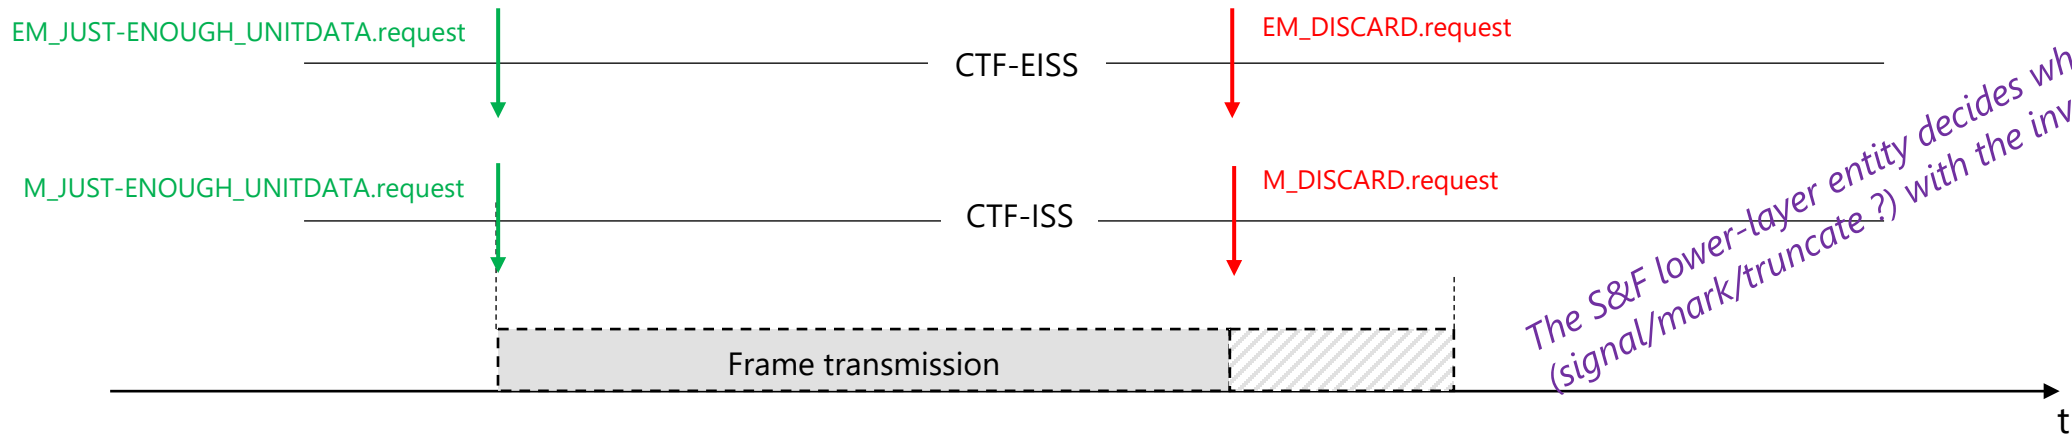 EM_JUST-ENOUGH_UNITDATA.request
EM_DISCARD.request
CTF-EISS
M_JUST-ENOUGH_UNITDATA.request
M_DISCARD.request
CTF-ISS
The S&F lower-layer entity decides
(signal/mark/truncate ?) with the
Frame transmission
t